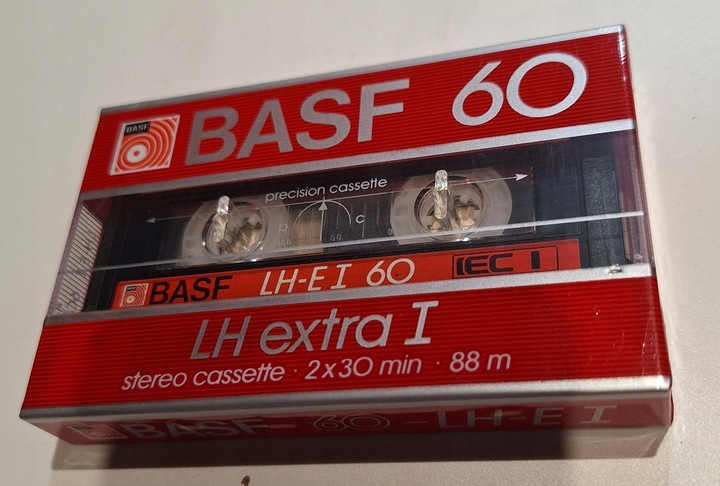 BASF
BASF 60
precision cassette
A
C
BASF LH-E I 60 IEC I
LH extra I
stereo cassette · 2x30 min · 88 m
BASF 60 LH-E I